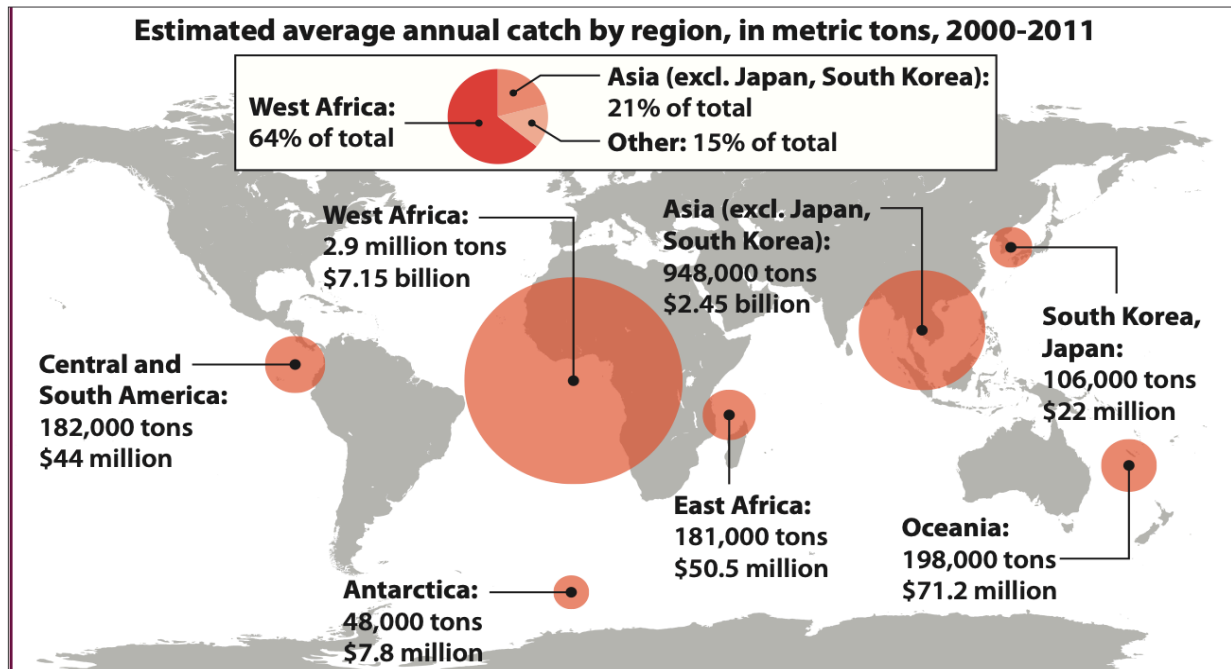 Estimated average annual catch by region, in metric tons, 2000-2011
West Africa:
64% of total
Asia (excl. Japan, South Korea):
21% of total
Other: 15% of total
West Africa:
2.9 million tons
$7.15 billion
Asia (excl. Japan,
South Korea):
948,000 tons
$2.45 billion
South Korea,
Japan:
106,000 tons
$22 million
Central and
South America:
182,000 tons
$44 million
East Africa:
181,000 tons
$50.5 million
Oceania:
198,000 tons
$71.2 million
Antarctica:
48,000 tons
$7.8 million